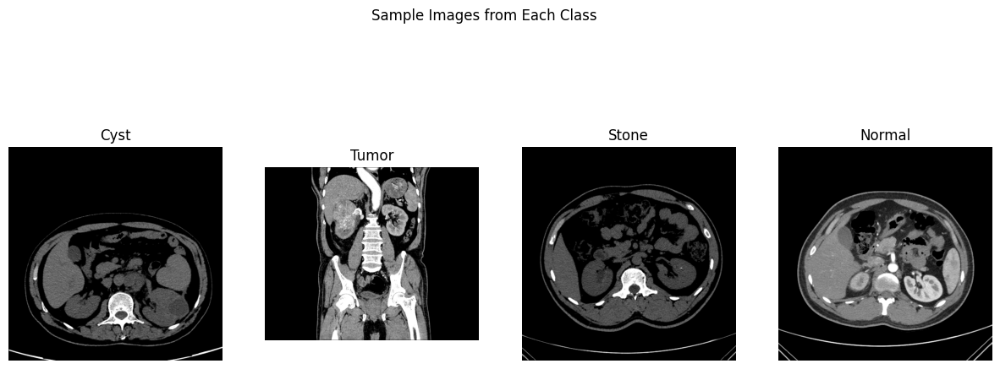 Sample Images from Each Class
Cyst
Tumor
Stone
Normal